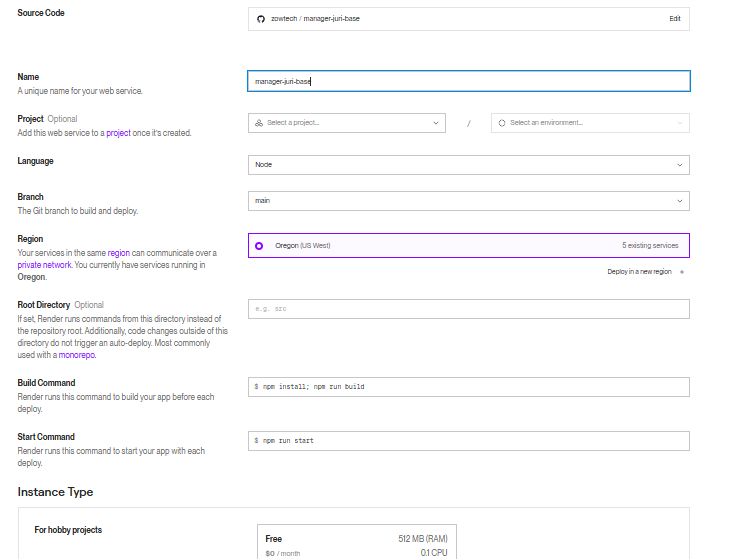 Source Code
zowtech / manager-juri-base
Edit
Name
A unique name for your web service.
manager-juri-base
Project Optional
Add this web service to a project once it's created.
Select a project...
/
Select an environment...
Language
Node
Branch
The Git branch to build and deploy.
main
Region
Your services in the same region can communicate over a
private network. You currently have services running in
Oregon.
Oregon (US West)
5 existing services
Deploy in a new region +
Root Directory Optional
If set, Render runs commands from this directory instead of
the repository root. Additionally, code changes outside of this
directory do not trigger an auto-deploy. Most commonly
used with a monorepo.
e.g. src
Build Command
Render runs this command to build your app before each
deploy.
$ npm install; npm run build
Start Command
Render runs this command to start your app with each
deploy.
$ npm run start
Instance Type
For hobby projects
Free
512 MB (RAM)
$0 / month
0.1 CPU